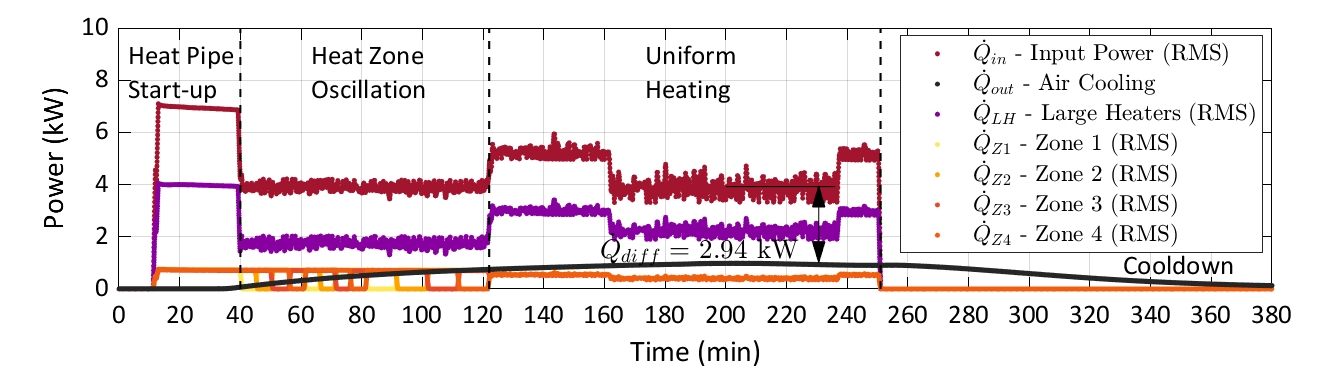 10
8
6
4
2
0
Power (kW)
Heat Pipe
Start-up
Heat Zone
Oscillation
Uniform
Heating
Q̇_{diff} = 2.94 kW
Cooldown
Q̇_{in} - Input Power (RMS)
Q̇_{out} - Air Cooling
Q̇_{LH} - Large Heaters (RMS)
Q̇_{Z1} - Zone 1 (RMS)
Q̇_{Z2} - Zone 2 (RMS)
Q̇_{Z3} - Zone 3 (RMS)
Q̇_{Z4} - Zone 4 (RMS)
0 20 40 60 80 100 120 140 160 180 200 220 240 260 280 300 320 340 360 380
Time (min)